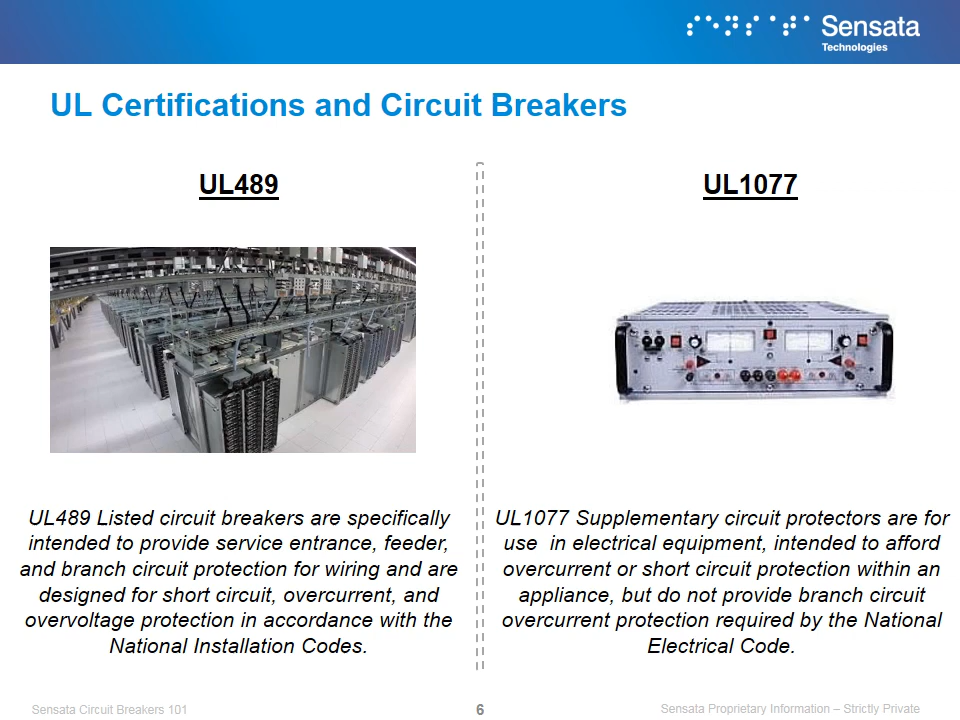 Sensata
Technologies
UL Certifications and Circuit Breakers
UL489
UL489 Listed circuit breakers are specifically
intended to provide service entrance, feeder,
and branch circuit protection for wiring and are
designed for short circuit, overcurrent, and
overvoltage protection in accordance with the
National Installation Codes.
UL1077
UL1077 Supplementary circuit protectors are for
use  in electrical equipment, intended to afford
overcurrent or short circuit protection within an
appliance, but do not provide branch circuit
overcurrent protection required by the National
Electrical Code.
Sensata Circuit Breakers 101
6
Sensata Proprietary Information – Strictly Private